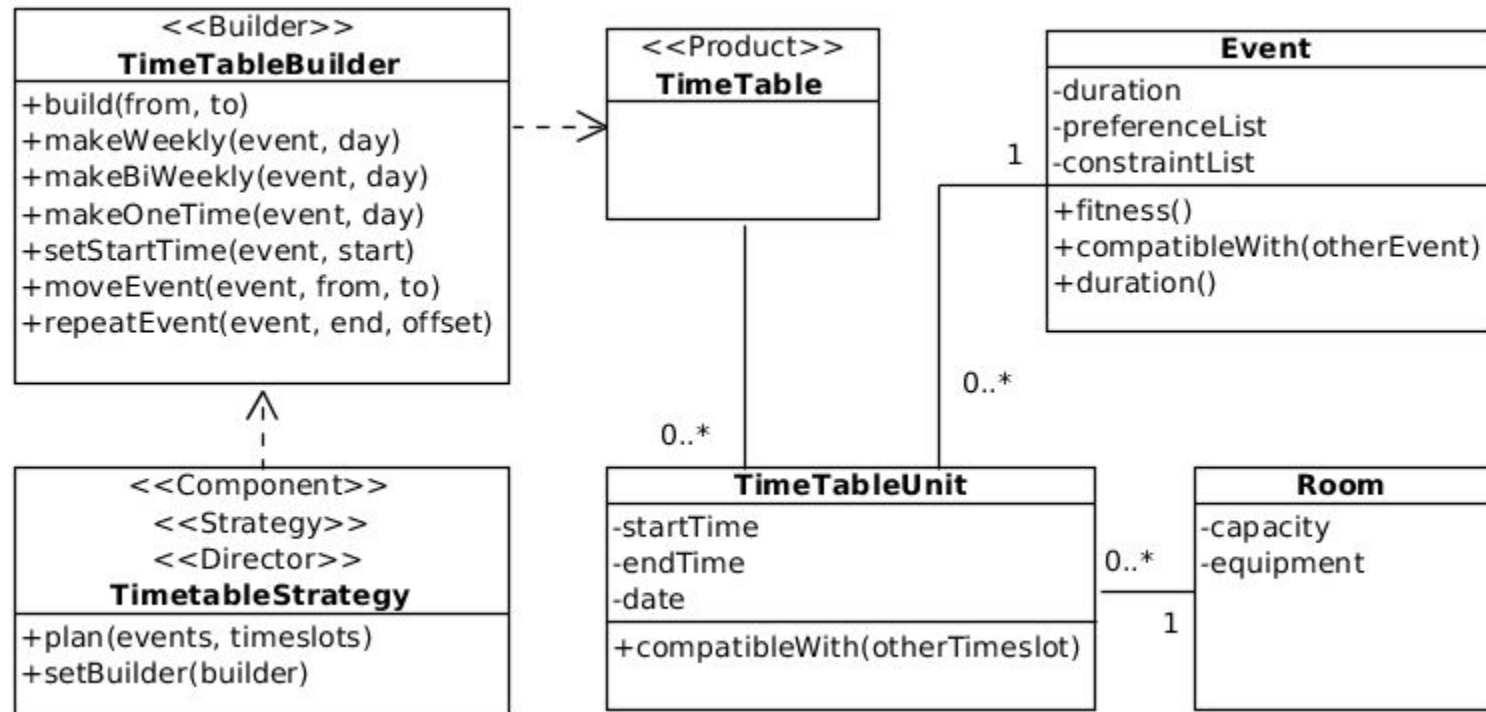 <<Builder>>
TimeTableBuilder
+build(from, to)
+makeWeekly(event, day)
+makeBiWeekly(event, day)
+makeOneTime(event, day)
+setStartTime(event, start)
+moveEvent(event, from, to)
+repeatEvent(event, end, offset)
<<Product>>
TimeTable
Event
-duration
-preferenceList
-constraintList
+fitness()
+compatibleWith(otherEvent)
+duration()
1
0..*
0..*
<<Component>>
<<Strategy>>
<<Director>>
TimetableStrategy
+plan(events, timeslots)
+setBuilder(builder)
TimeTableUnit
-startTime
-endTime
-date
+compatibleWith(otherTimeslot)
0..*
1
Room
-capacity
-equipment